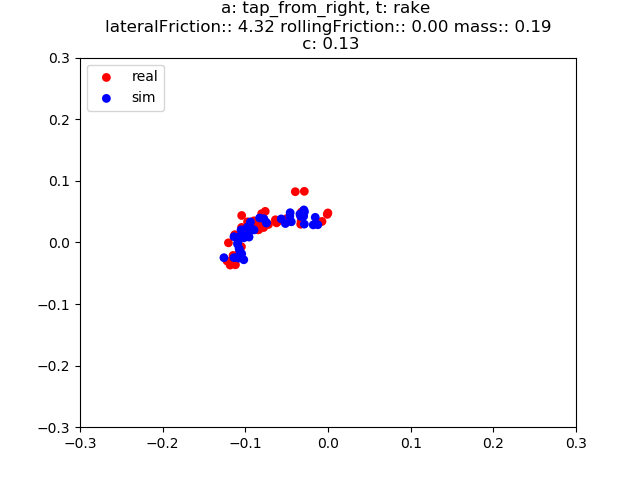 a: tap_from_right, t: rake
lateralFriction:: 4.32 rollingFriction:: 0.00 mass:: 0.19
c: 0.13
0.3
real
sim
0.2
0.1
0.0
−0.1
−0.2
−0.3
−0.3 −0.2 −0.1 0.0 0.1 0.2 0.3